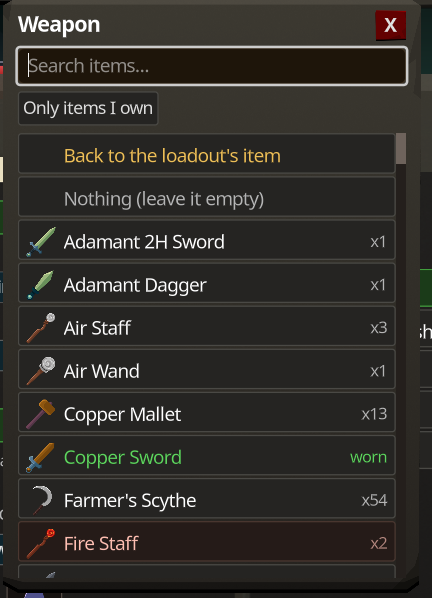 Weapon
X
Search items...
Only items I own
Back to the loadout's item
Nothing (leave it empty)
Adamant 2H Sword x1
Adamant Dagger x1
Air Staff x3
Air Wand x1
Copper Mallet x13
Copper Sword worn
Farmer's Scythe x54
Fire Staff x2